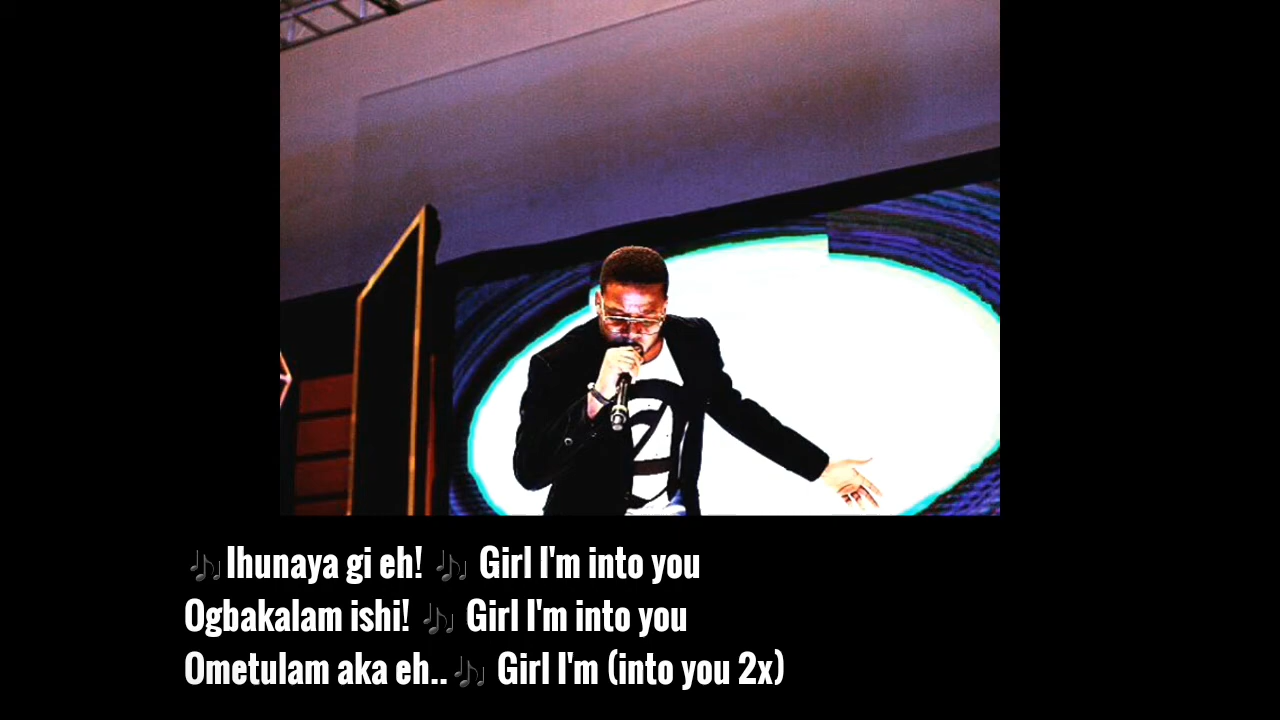 🎶Ihunaya gi eh! 🎶 Girl I'm into you
Ogbakalam ishi! 🎶 Girl I'm into you
Ometulam aka eh..🎶 Girl I'm (into you 2x)